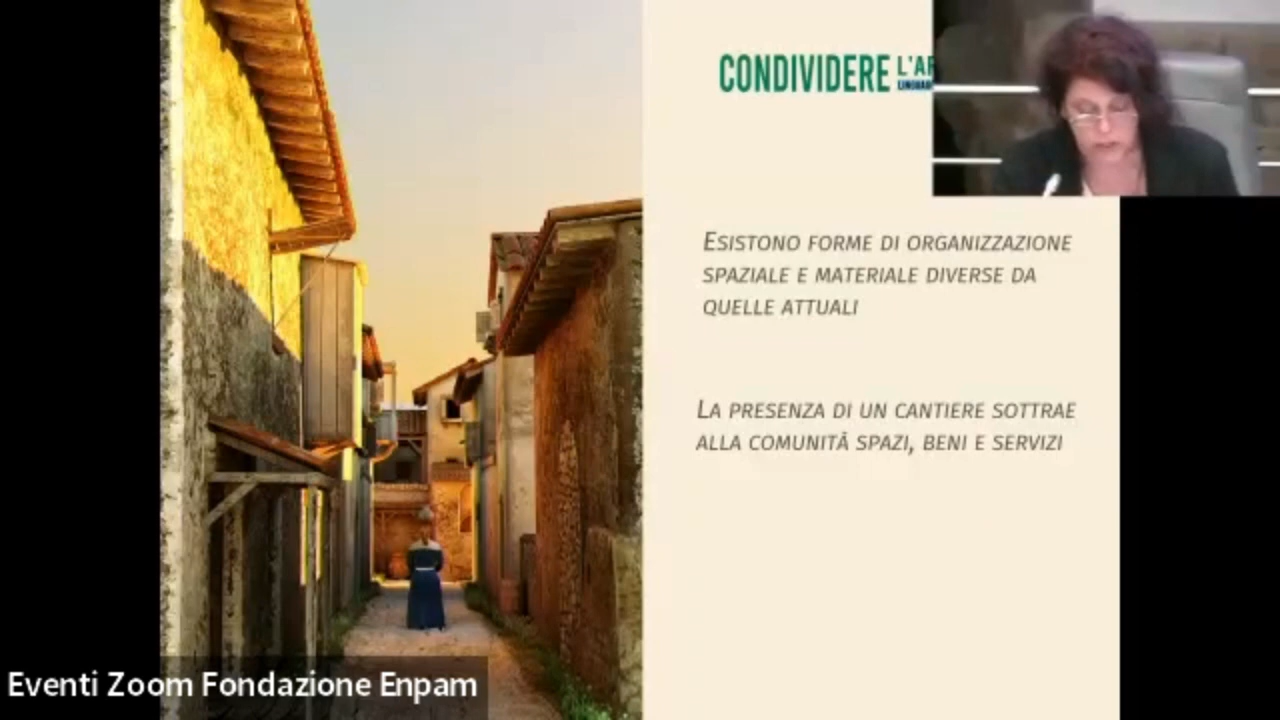 CONDIVIDERE
Esistono forme di organizzazione
spaziale e materiale diverse da
quelle attuali
La presenza di un cantiere sottrae
alla comunità spazi, beni e servizi
Eventi Zoom Fondazione Enpam